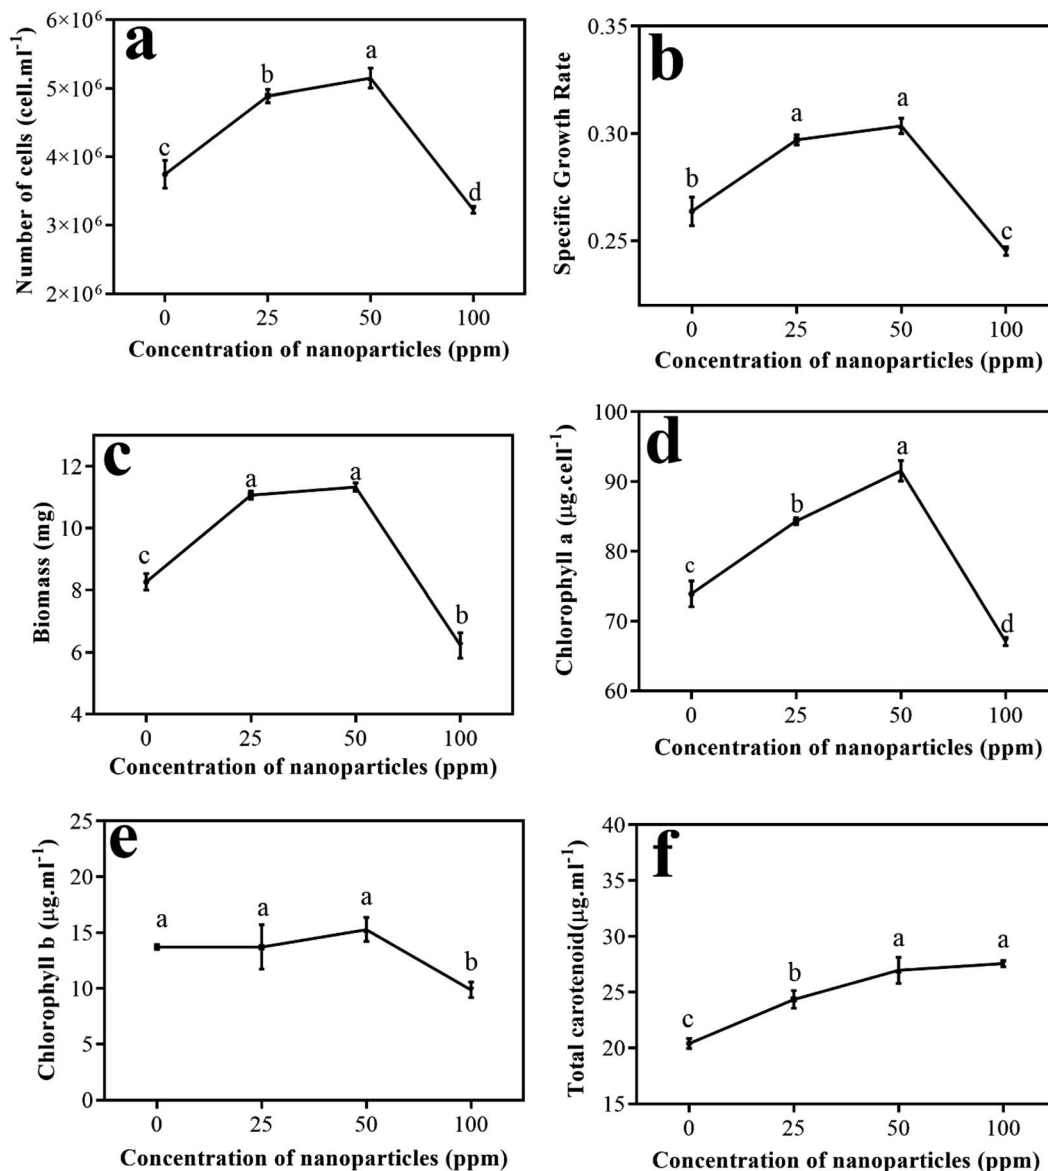 a
Number of cells (cell.ml⁻¹)
6×10⁶
5×10⁶
4×10⁶
3×10⁶
2×10⁶
c
b
a
d
0 25 50 100
Concentration of nanoparticles (ppm)
b
Specific Growth Rate
0.35
0.30
0.25
b
a
a
c
0 25 50 100
Concentration of nanoparticles (ppm)
c
Biomass (mg)
12
10
8
6
4
c
a
a
b
0 25 50 100
Concentration of nanoparticles (ppm)
d
Chlorophyll a (µg.cell⁻¹)
100
90
80
70
60
c
b
a
d
0 25 50 100
Concentration of nanoparticles (ppm)
e
Chlorophyll b (µg.ml⁻¹)
25
20
15
10
5
0
a
a
a
b
0 25 50 100
Concentration of nanoparticles (ppm)
f
Total carotenoid(µg.ml⁻¹)
40
35
30
25
20
15
c
b
a
a
0 25 50 100
Concentration of nanoparticles (ppm)